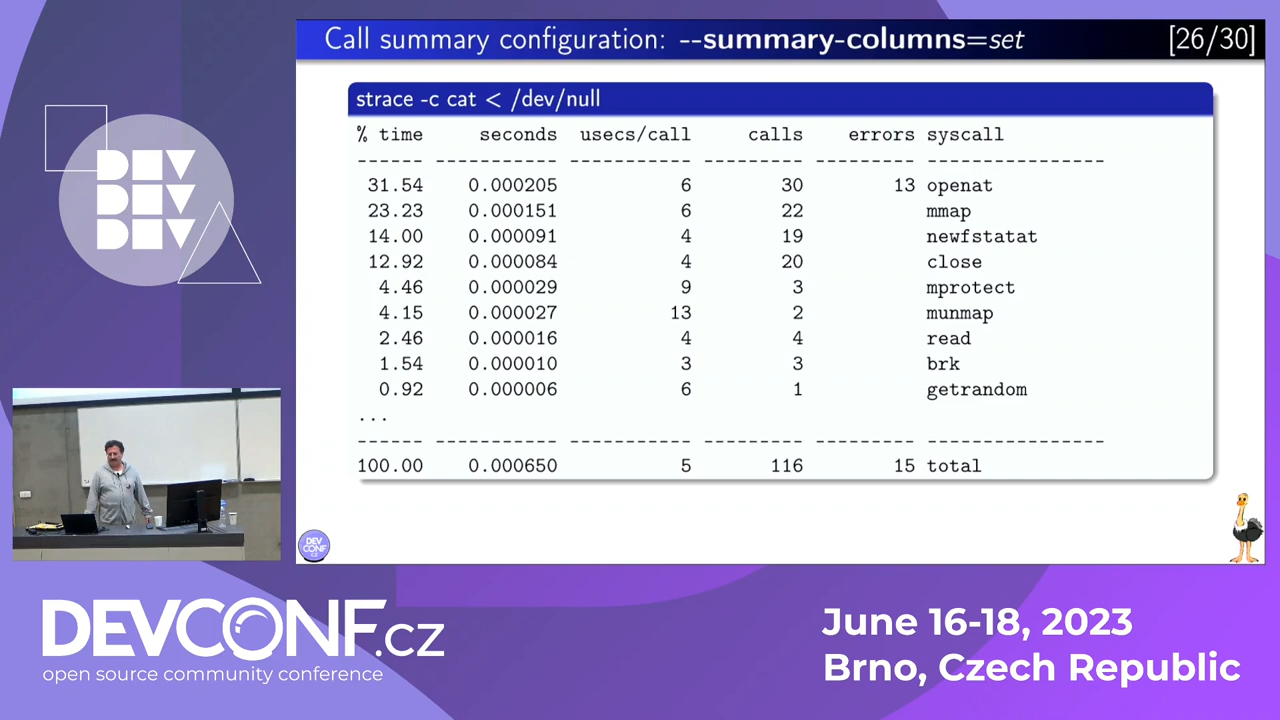 Call summary configuration: --summary-columns=set [26/30]
strace -c cat < /dev/null
% time seconds usecs/call calls errors syscall
------ ----------- ----------- --------- --------- ----------------
31.54 0.000205 6 30 13 openat
23.23 0.000151 6 22 mmap
14.00 0.000091 4 19 newfstatat
12.92 0.000084 4 20 close
4.46 0.000029 9 3 mprotect
4.15 0.000027 13 2 munmap
2.46 0.000016 4 4 read
1.54 0.000010 3 3 brk
0.92 0.000006 6 1 getrandom
...
------ ----------- ----------- --------- --------- ----------------
100.00 0.000650 5 116 15 total
DEV
DEV
DEV
DEV
CONF
CZ
DEVCONF.cz
open source community conference
June 16-18, 2023
Brno, Czech Republic